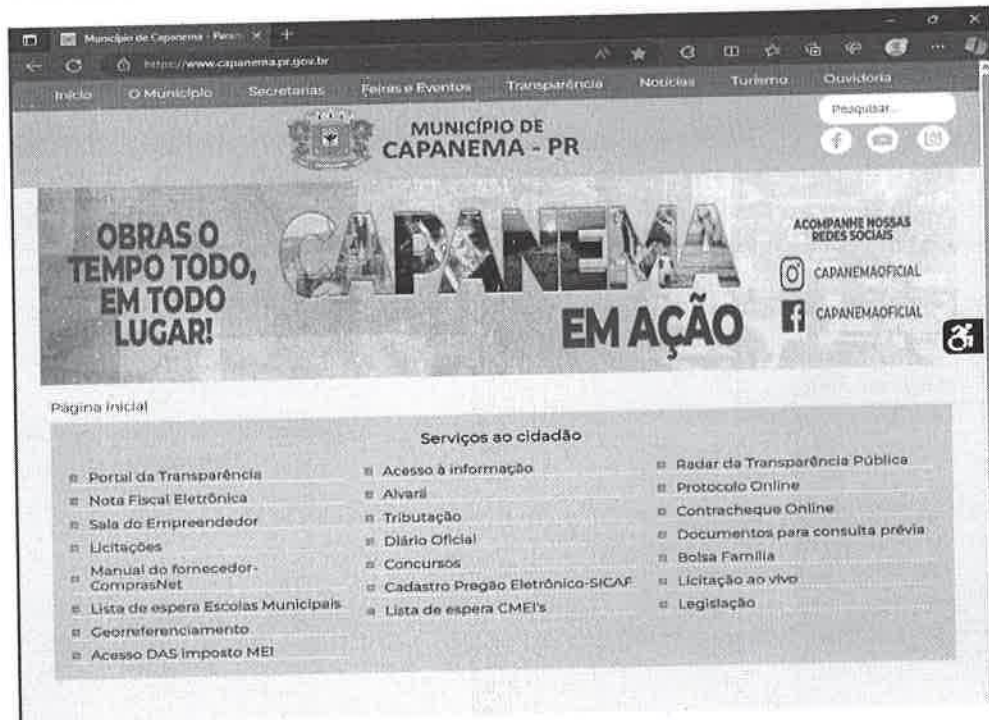 Município de Capanema - Paran
https://www.capanema.pr.gov.br
Início O Município Secretarias Feiras e Eventos Transparência Notícias Turismo Ouvidoria
Pesquisar...
MUNICÍPIO DE
CAPANEMA - PR
OBRAS O
TEMPO TODO,
EM TODO
LUGAR!
CAPANEMA
EM AÇÃO
ACOMPANHE NOSSAS
REDES SOCIAIS
CAPANEMAOFICIAL
CAPANEMAOFICIAL
Página Inicial
Serviços ao cidadão
Portal da Transparência
Nota Fiscal Eletrônica
Sala do Empreendedor
Licitações
Manual do fornecedor-
ComprasNet
Lista de espera Escolas Municipais
Georreferenciamento
Acesso DAS Imposto MEI
Acesso à informação
Alvará
Tributação
Diário Oficial
Concursos
Cadastro Pregão Eletrônico-SICAF
Lista de espera CMEI's
Radar da Transparência Pública
Protocolo Online
Contracheque Online
Documentos para consulta prévia
Bolsa Família
Licitação ao vivo
Legislação